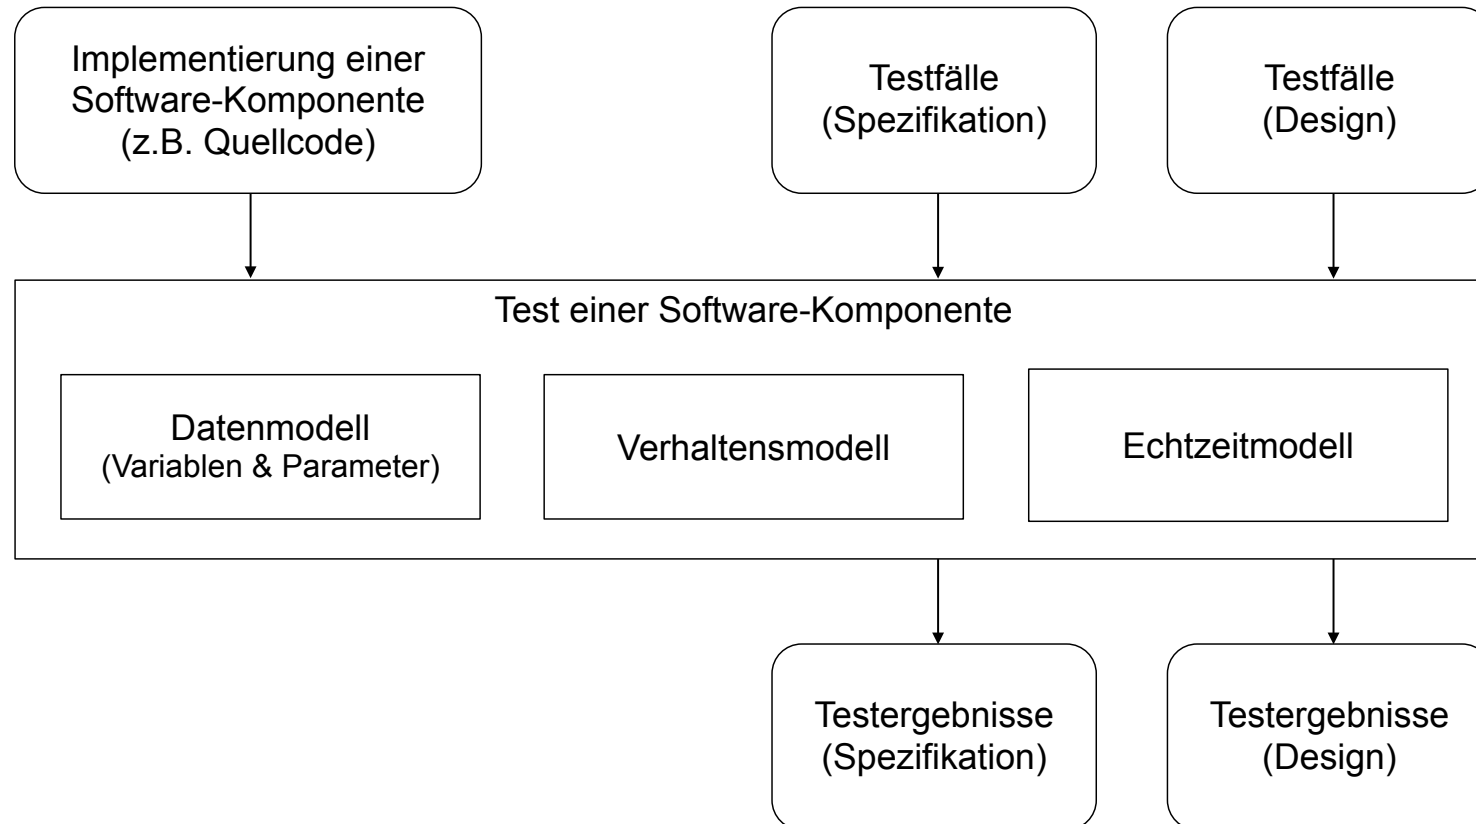 Implementierung einer
Software-Komponente
(z.B. Quellcode)
Testfälle
(Spezifikation)
Testfälle
(Design)
Test einer Software-Komponente
Datenmodell
(Variablen & Parameter)
Verhaltensmodell
Echtzeitmodell
Testergebnisse
(Spezifikation)
Testergebnisse
(Design)